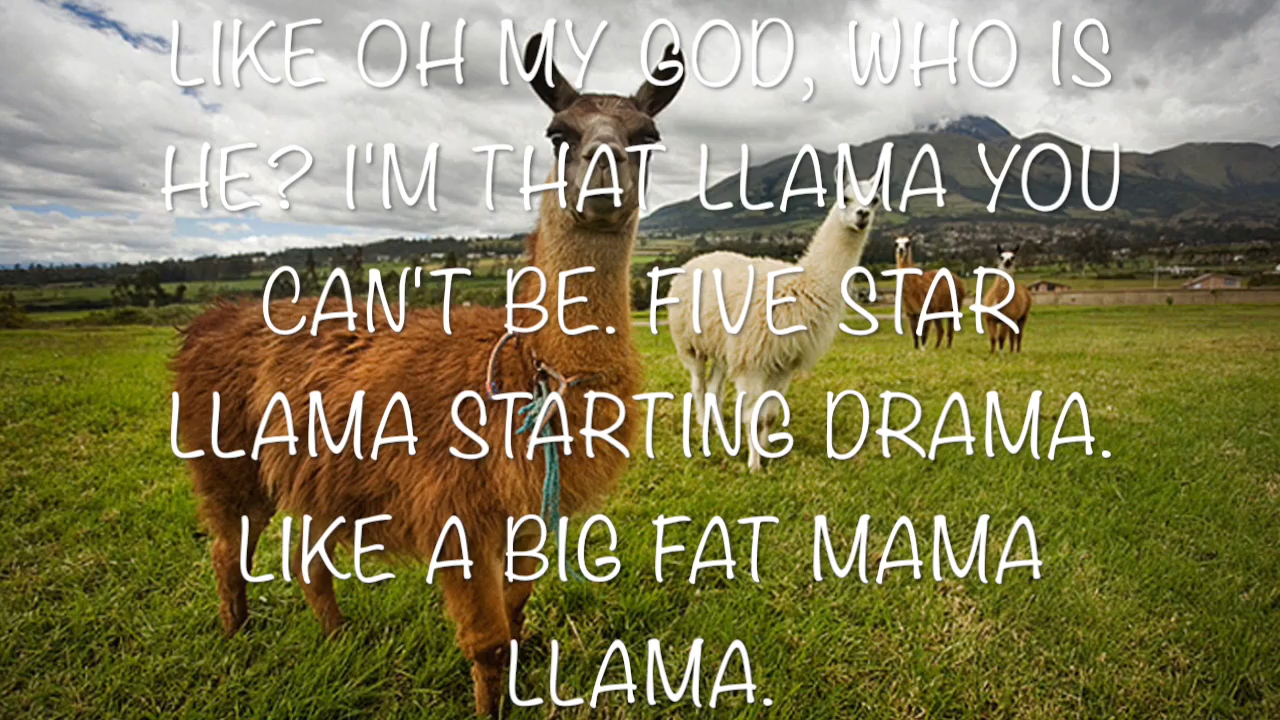 LIKE OH MY GOD, WHO IS
HE? I'M THAT LLAMA YOU
CAN'T BE. FIVE STAR
LLAMA STARTING DRAMA.
LIKE A BIG FAT MAMA
LLAMA.